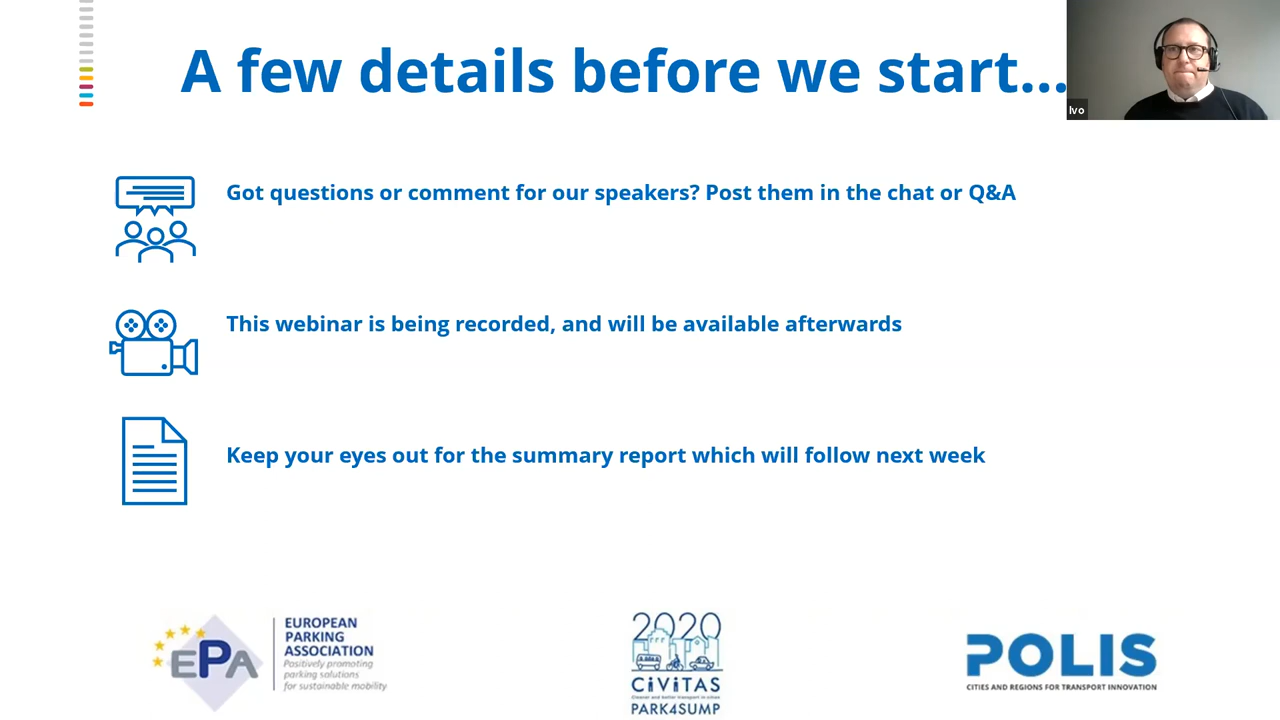 A few details before we start...
Ivo
Got questions or comment for our speakers? Post them in the chat or Q&A
This webinar is being recorded, and will be available afterwards
Keep your eyes out for the summary report which will follow next week
EPA
EUROPEAN
PARKING
ASSOCIATION
Positively promoting
parking solutions
for sustainable mobility
2020
CiViTAS
Cleaner and better transport in cities
PARK4SUMP
POLIS
CITIES AND REGIONS FOR TRANSPORT INNOVATION